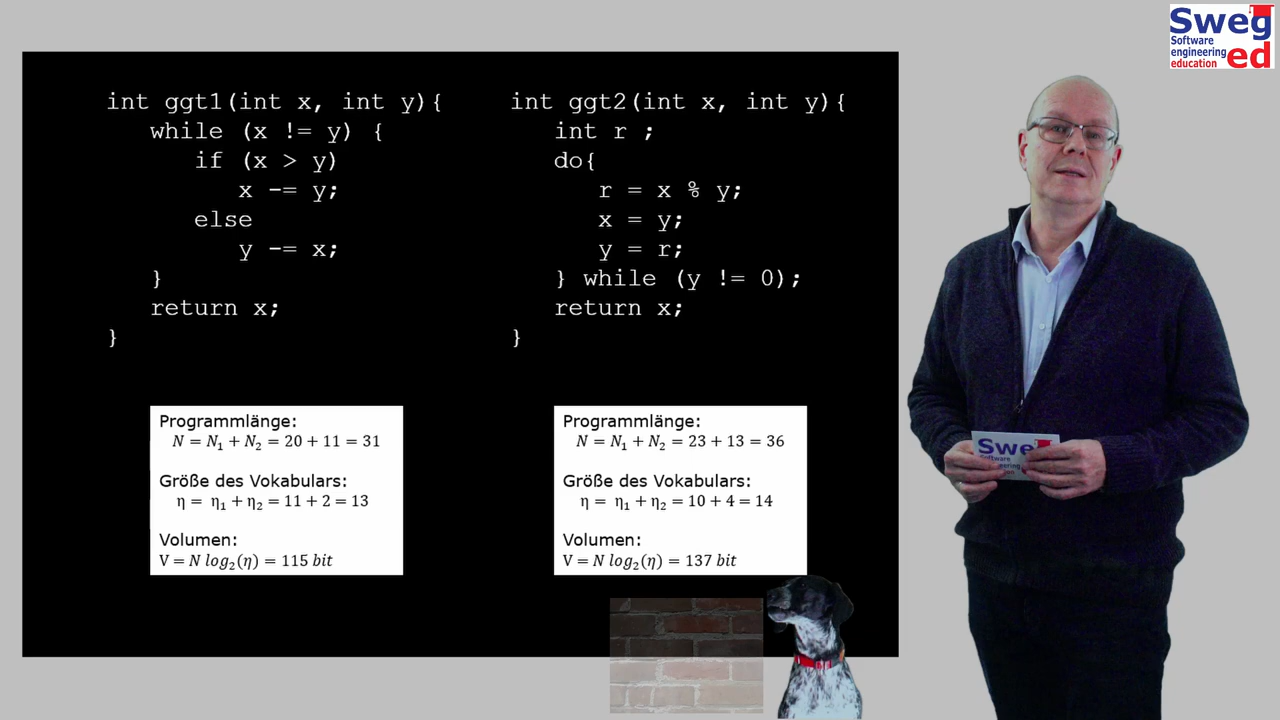 Sweg
Software
engineering
education
ed
int ggt1(int x, int y){
while (x != y) {
if (x > y)
x -= y;
else
y -= x;
}
return x;
}
int ggt2(int x, int y){
int r ;
do{
r = x % y;
x = y;
y = r;
} while (y != 0);
return x;
}
Programmlänge:
N = N₁ + N₂ = 20 + 11 = 31
Größe des Vokabulars:
η = η₁ + η₂ = 11 + 2 = 13
Volumen:
V = N log₂(η) = 115 bit
Programmlänge:
N = N₁ + N₂ = 23 + 13 = 36
Größe des Vokabulars:
η = η₁ + η₂ = 10 + 4 = 14
Volumen:
V = N log₂(η) = 137 bit
Sweg
Software